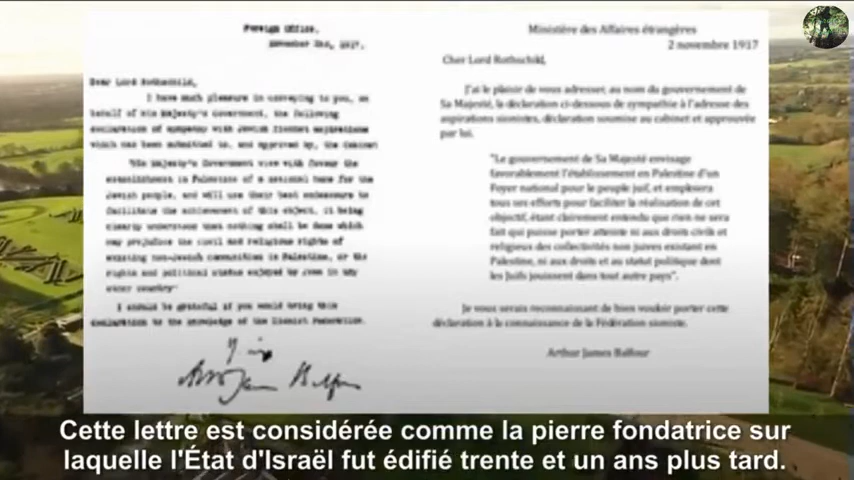 Foreign Office,
November 2nd, 1917.
Dear Lord Rothschild,
I have much pleasure in conveying to you, on
behalf of His Majesty's Government, the following
declaration of sympathy with Jewish Zionist aspirations
which has been submitted to, and approved by, the Cabinet
"His Majesty's Government view with favour the
establishment in Palestine of a national home for the
Jewish people, and will use their best endeavours to
facilitate the achievement of this object, it being
clearly understood that nothing shall be done which
may prejudice the civil and religious rights of
existing non-Jewish communities in Palestine, or the
rights and political status enjoyed by Jews in any
other country"
I should be grateful if you would bring this
declaration to the knowledge of the Zionist Federation.
Ministère des Affaires étrangères
2 novembre 1917
Cher Lord Rothschild,
J'ai le plaisir de vous adresser, au nom du gouvernement de
Sa Majesté, la déclaration ci-dessous de sympathie à l'adresse des
aspirations sionistes, déclaration soumise au cabinet et approuvée
par lui.
"Le gouvernement de Sa Majesté envisage
favorablement l'établissement en Palestine d'un
Foyer national pour le peuple juif, et emploiera
tous ses efforts pour faciliter la réalisation de cet
objectif, étant clairement entendu que rien ne sera
fait qui puisse porter atteinte ni aux droits civils et
religieux des collectivités non juives existant en
Palestine, ni aux droits et au statut politique dont
les Juifs jouissent dans tout autre pays".
Je vous serais reconnaissant de bien vouloir porter cette
déclaration à la connaissance de la Fédération sioniste.
Arthur James Balfour
Cette lettre est considérée comme la pierre fondatrice sur
laquelle l'État d'Israël fut édifié trente et un ans plus tard.